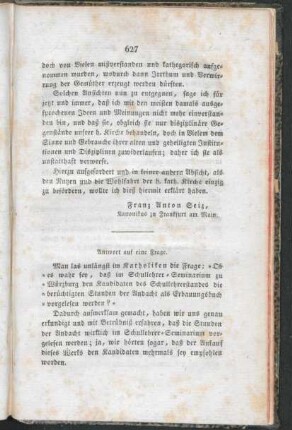 627
doch von Vielen mißverstanden und kathegorisch aufge-
nommen wurden, wodurch dann Irrthum und Verwir-
rung der Gemüther erzeugt werden dürften.
Solchen Ansichten nun zu entgegnen, sage ich für
jetzt und immer, daß ich mit den meisten damals ausge-
sprochenen Ideen und Meinungen nicht mehr einverstan-
den bin, und daß sie, obgleich sie nur disziplinäre Ge-
genstände unserer h. Kirche behandeln, doch in Vielem dem
Sinne und Gebrauche ihrer alten und geheiligten Institu-
tionen und Disziplinen zuwiderlaufen; daher ich sie als
unstatthaft verwerfe.
Hiezu aufgefordert und in keiner andern Absicht, als
den Nutzen und die Wohlfahrt der h. kath. Kirche einzig
zu befördern, wollte ich dieß hiermit erklärt haben.
Franz Anton Seiz,
Kanonikus zu Frankfurt am Main.
Antwort auf eine Frage.
Man las unlängst im Katholiken die Frage: »Ob
»es wahr sey, daß im Schullehrer-Seminarium zu
»Würzburg den Kandidaten des Schullehrerstandes die
»berüchtigten Stunden der Andacht als Erbauungsbuch
»vorgelesen werden?«
Dadurch aufmerksam gemacht, haben wir uns genau
erkundigt und mit Betrübniß erfahren, daß die Stunden
der Andacht wirklich im Schullehrer-Seminarium vor-
gelesen werden; ja, wir hörten sogar, daß der Ankauf
dieses Werks den Kandidaten mehrmals sey empfohlen
worden.